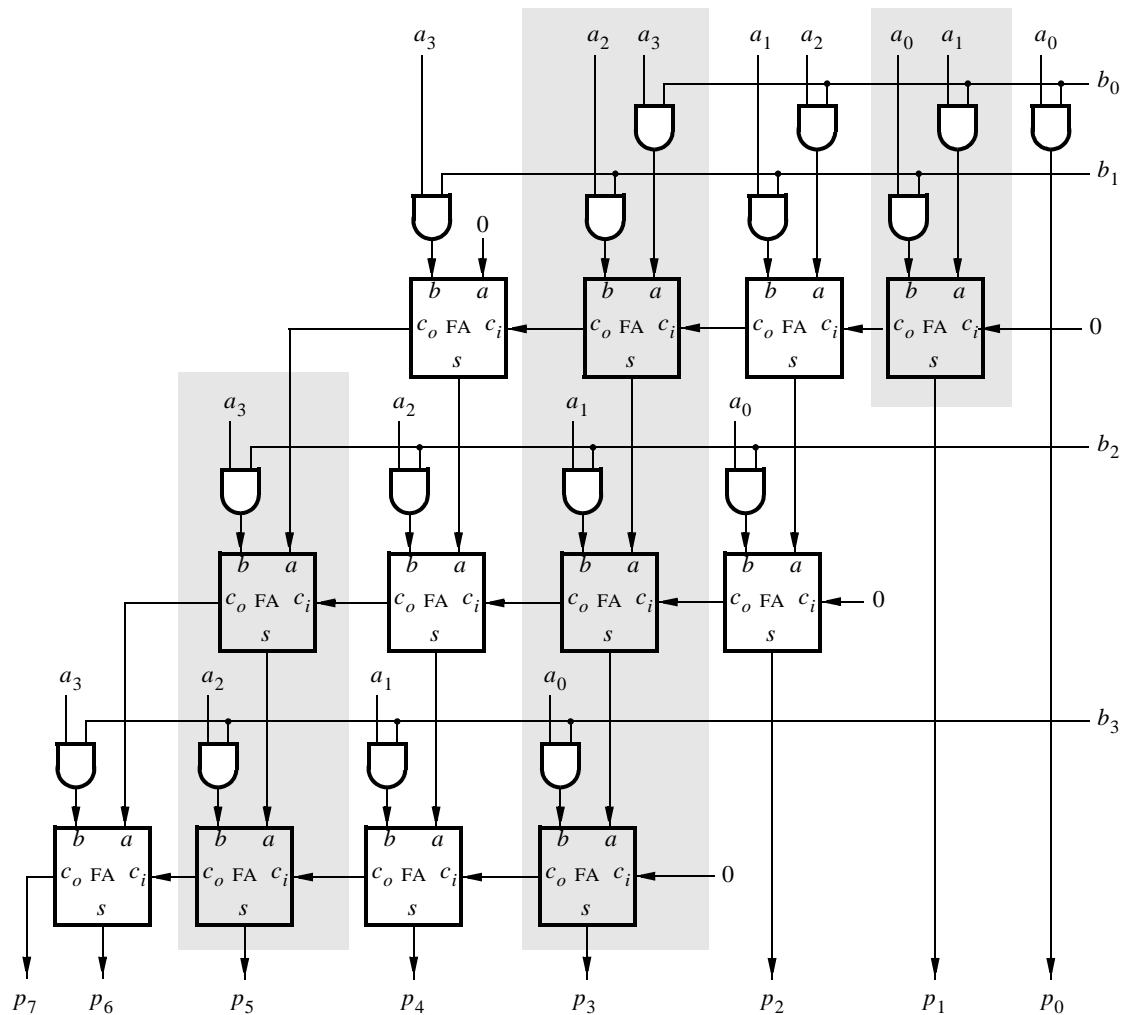 a3 a2 a3 a1 a2 a0 a1 a0
b0
b1
0
b a b a b a b a
co FA ci co FA ci co FA ci co FA ci 0
s s s s
a3 a2 a1 a0
b2
b a b a b a b a
co FA ci co FA ci co FA ci co FA ci 0
s s s s
a3 a2 a1 a0
b3
b a b a b a b a
co FA ci co FA ci co FA ci co FA ci 0
s s s s
p7 p6 p5 p4 p3 p2 p1 p0